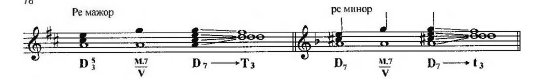 78
Ре мажор
ре минор
D 5/3 м.7/V D7 → T3
D7 м.7/V D7 → t3